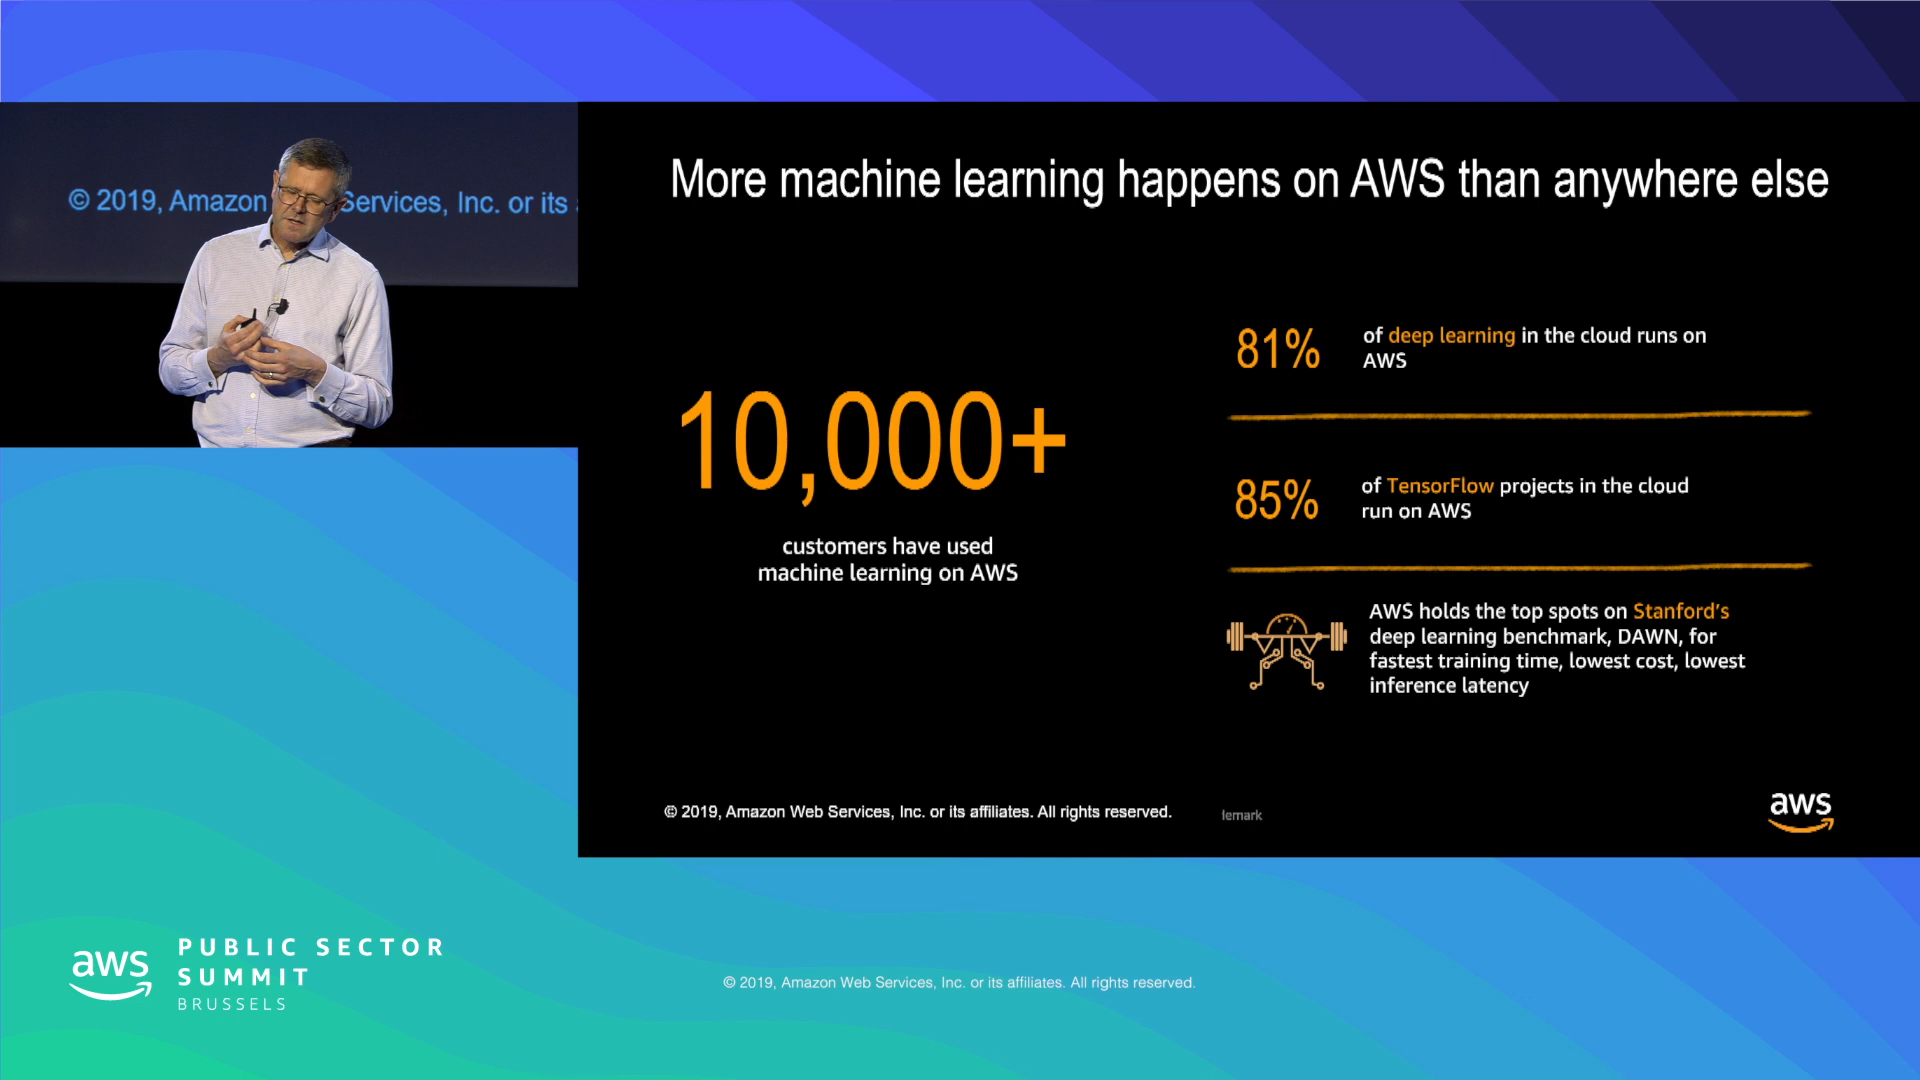 © 2019, Amazon Services, Inc. or its
More machine learning happens on AWS than anywhere else
10,000+
customers have used
machine learning on AWS
81%
of deep learning in the cloud runs on
AWS
85%
of TensorFlow projects in the cloud
run on AWS
AWS holds the top spots on Stanford's
deep learning benchmark, DAWN, for
fastest training time, lowest cost, lowest
inference latency
© 2019, Amazon Web Services, Inc. or its affiliates. All rights reserved.
lemark
aws
aws
PUBLIC SECTOR
SUMMIT
BRUSSELS
© 2019, Amazon Web Services, Inc. or its affiliates. All rights reserved.